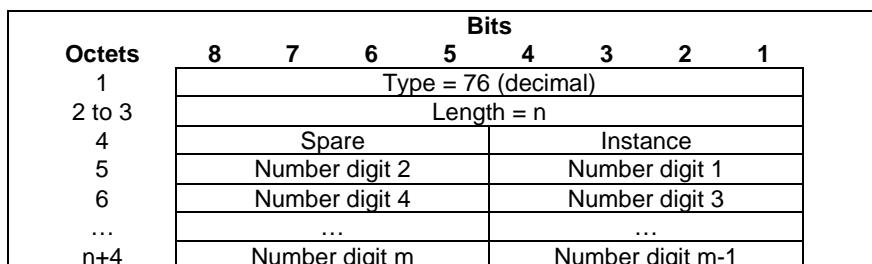 Bits
Octets 8 7 6 5 4 3 2 1
1 Type = 76 (decimal)
2 to 3 Length = n
4 Spare Instance
5 Number digit 2 Number digit 1
6 Number digit 4 Number digit 3
… … …
n+4 Number digit m Number digit m-1